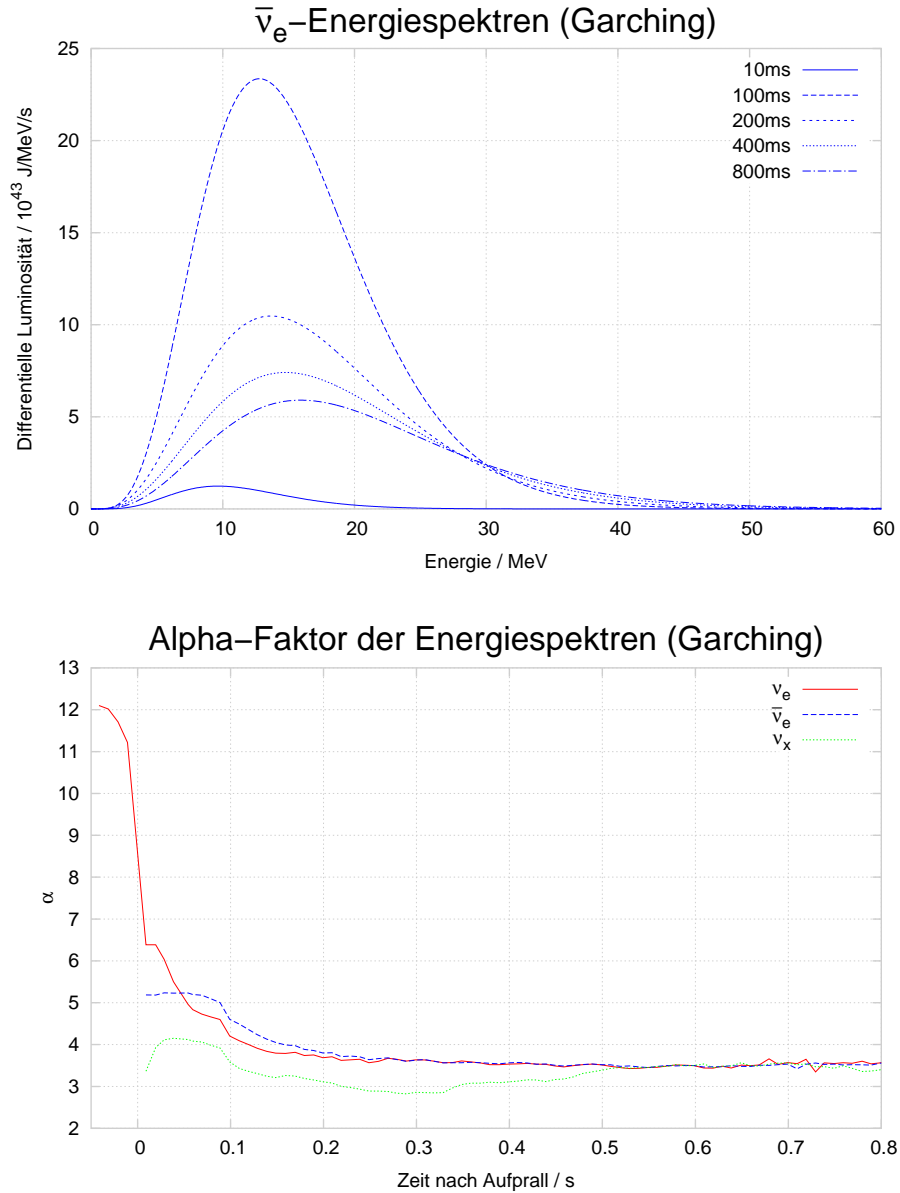 ν̅e−Energiespektren (Garching)
25
20
15
10
5
0
0 10 20 30 40 50 60
Differentielle Luminosität / 10^43 J/MeV/s
Energie / MeV
10ms
100ms
200ms
400ms
800ms
Alpha−Faktor der Energiespektren (Garching)
13
12
11
10
9
8
7
6
5
4
3
2
0 0.1 0.2 0.3 0.4 0.5 0.6 0.7 0.8
α
Zeit nach Aufprall / s
νe
ν̅e
νx